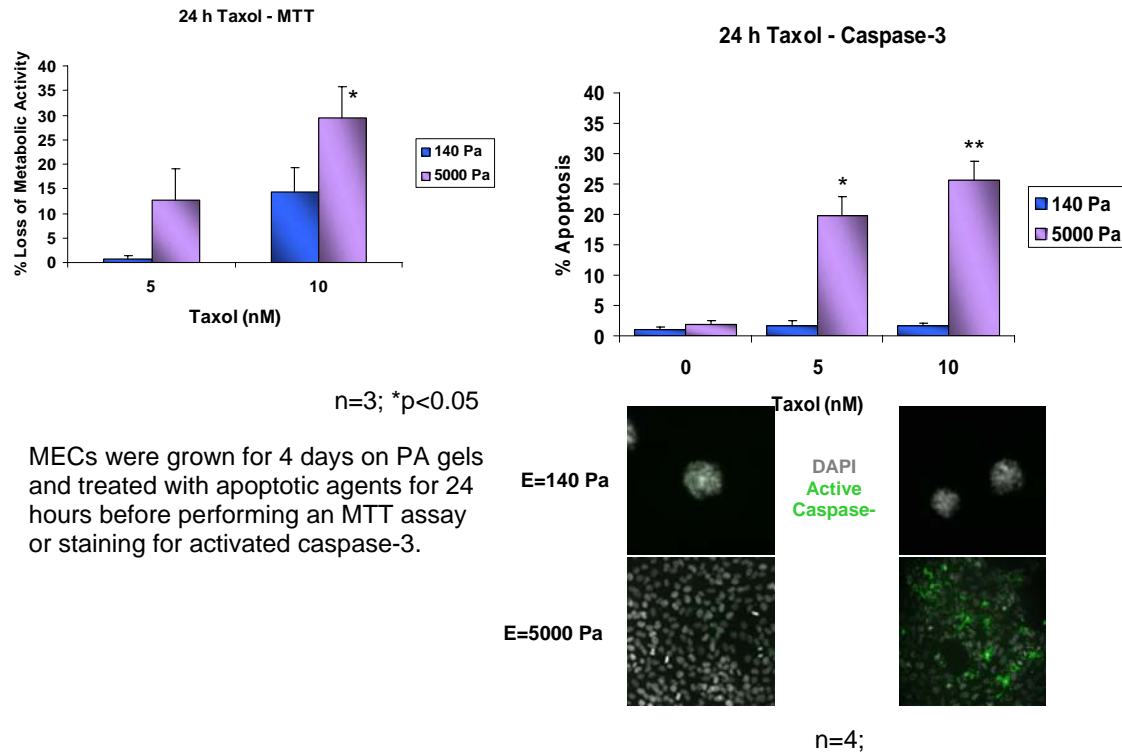 24 h Taxol - MTT
% Loss of Metabolic Activity
40
35
30
25
20
15
10
5
0
*
5
10
Taxol (nM)
140 Pa
5000 Pa
24 h Taxol - Caspase-3
% Apoptosis
40
35
30
25
20
15
10
5
0
*
**
0
5
10
Taxol (nM)
140 Pa
5000 Pa
n=3; *p<0.05
MECs were grown for 4 days on PA gels
and treated with apoptotic agents for 24
hours before performing an MTT assay
or staining for activated caspase-3.
E=140 Pa
DAPI
Active
Caspase-
E=5000 Pa
n=4;